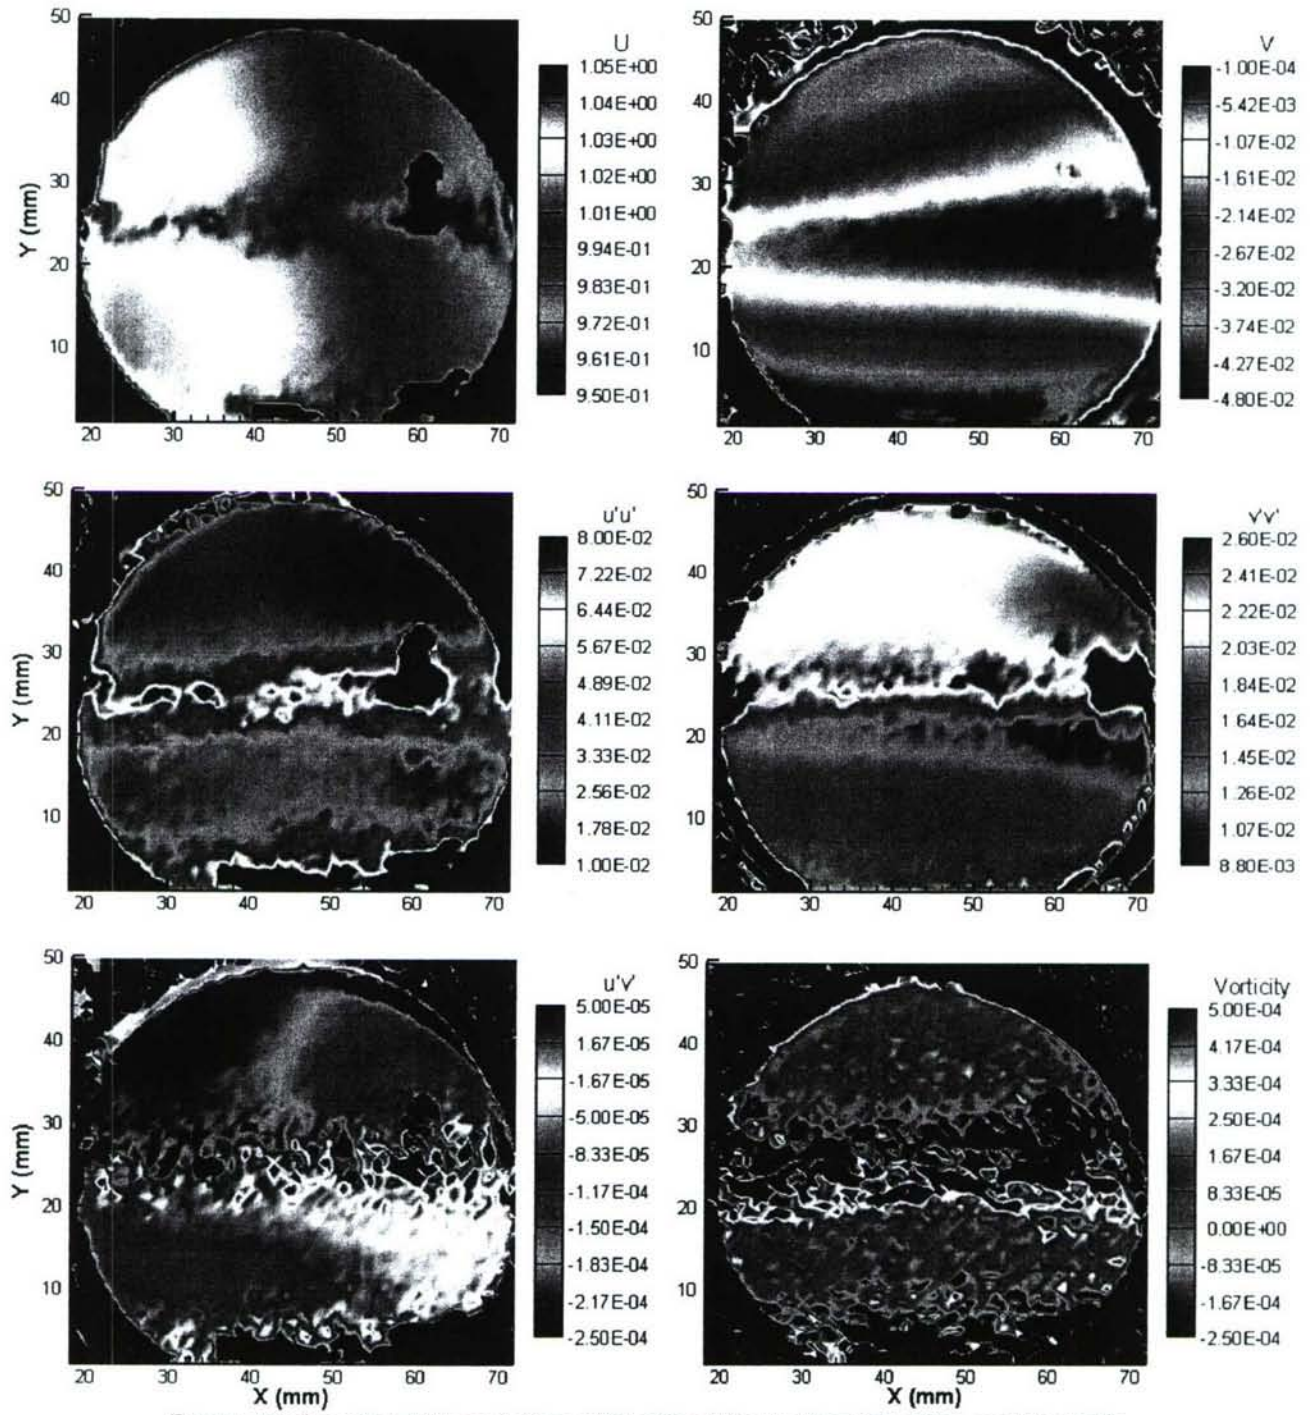 U
50
40
30
20
10
Y (mm)
20 30 40 50 60 70
1.05E+00
1.04E+00
1.03E+00
1.02E+00
1.01E+00
9.94E-01
9.83E-01
9.72E-01
9.61E-01
9.50E-01
V
50
40
30
20
10
20 30 40 50 60 70
-1.00E-04
-5.42E-03
-1.07E-02
-1.61E-02
-2.14E-02
-2.67E-02
-3.20E-02
-3.74E-02
-4.27E-02
-4.80E-02
u'u'
50
40
30
20
10
Y (mm)
20 30 40 50 60 70
8.00E-02
7.22E-02
6.44E-02
5.67E-02
4.89E-02
4.11E-02
3.33E-02
2.56E-02
1.78E-02
1.00E-02
v'v'
50
40
30
20
10
20 30 40 50 60 70
2.60E-02
2.41E-02
2.22E-02
2.03E-02
1.84E-02
1.64E-02
1.45E-02
1.26E-02
1.07E-02
8.80E-03
u'v'
50
40
30
20
10
Y (mm)
20 30 40 50 60 70
X (mm)
5.00E-05
1.67E-05
-1.67E-05
-5.00E-05
-8.33E-05
-1.17E-04
-1.50E-04
-1.83E-04
-2.17E-04
-2.50E-04
Vorticity
50
40
30
20
10
20 30 40 50 60 70
X (mm)
5.00E-04
4.17E-04
3.33E-04
2.50E-04
1.67E-04
8.33E-05
0.00E+00
-8.33E-05
-1.67E-04
-2.50E-04